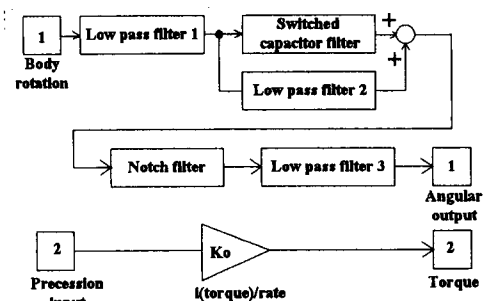 1
Body
rotation
Low pass filter 1
Switched
capacitor filter
+
Low pass filter 2
+
Notch filter
Low pass filter 3
1
Angular
output
2
Precession
Ko
i(torque)/rate
2
Torque